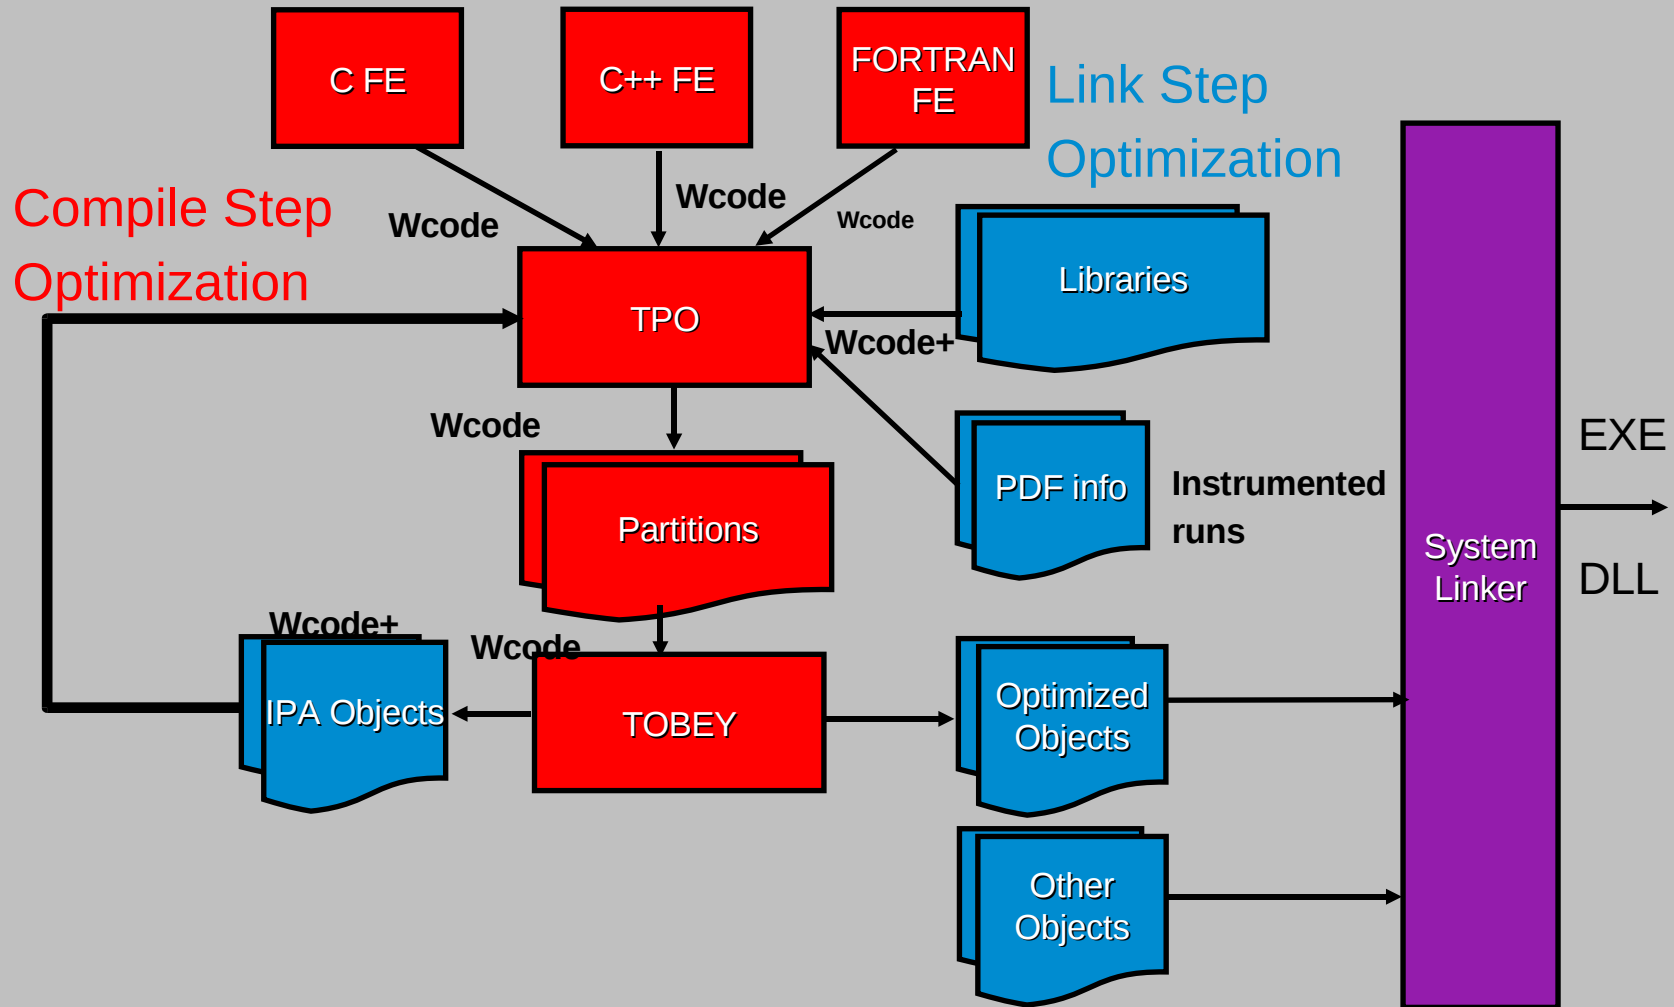 C FE
C++ FE
FORTRAN
FE
Link Step
Optimization
Compile Step
Optimization
Wcode
Wcode
Wcode
TPO
Libraries
Wcode+
Wcode
PDF info
Instrumented
runs
Partitions
EXE
DLL
System
Linker
Wcode+
Wcode
IPA Objects
TOBEY
Optimized
Objects
Other
Objects